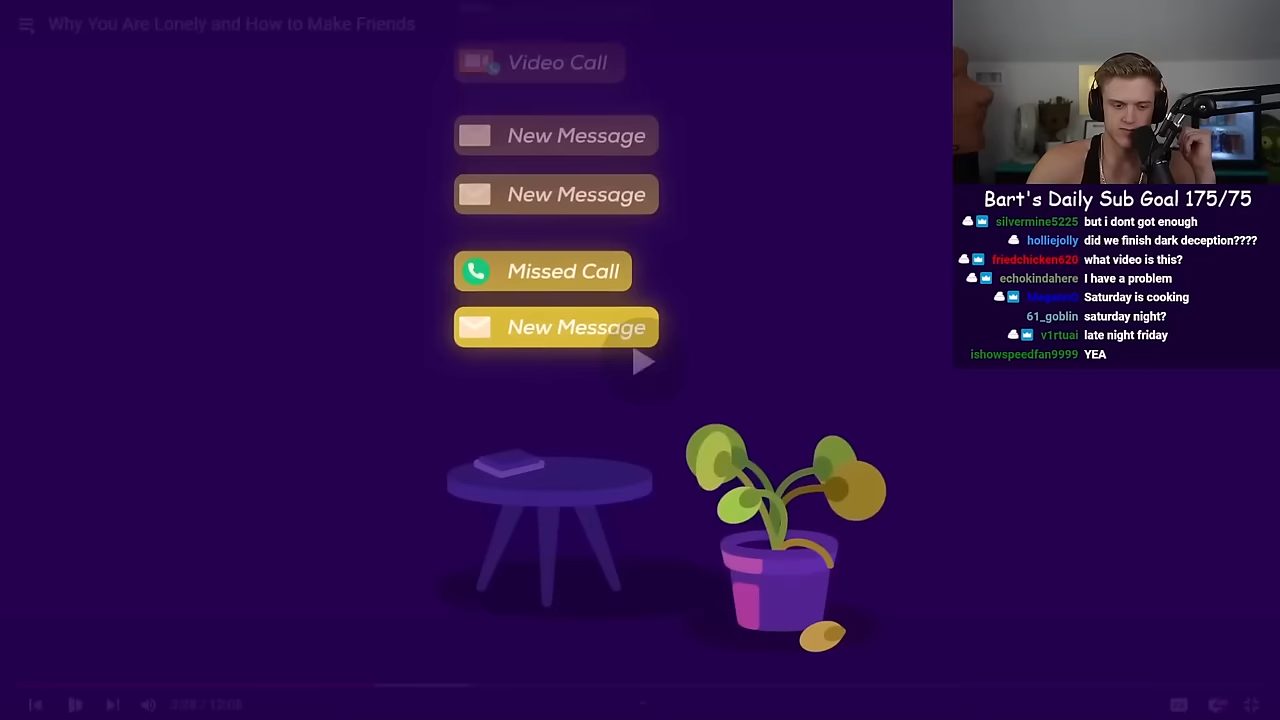 Why You Are Lonely and How to Make Friends
Video Call
New Message
New Message
Missed Call
New Message
Bart's Daily Sub Goal 175/75
silvermine5225 but i dont got enough
holliejolly did we finish dark deception????
friedchicken620 what video is this?
echokindahere I have a problem
Saturday is cooking
61_goblin saturday night?
v1rtuai late night friday
ishowspeedfan9999 YEA